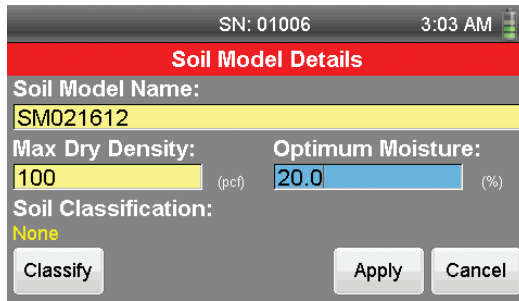 SN: 01006 3:03 AM
Soil Model Details
Soil Model Name:
SM021612
Max Dry Density: Optimum Moisture:
100 (pcf) 20.0 (%)
Soil Classification:
None
Classify Apply Cancel